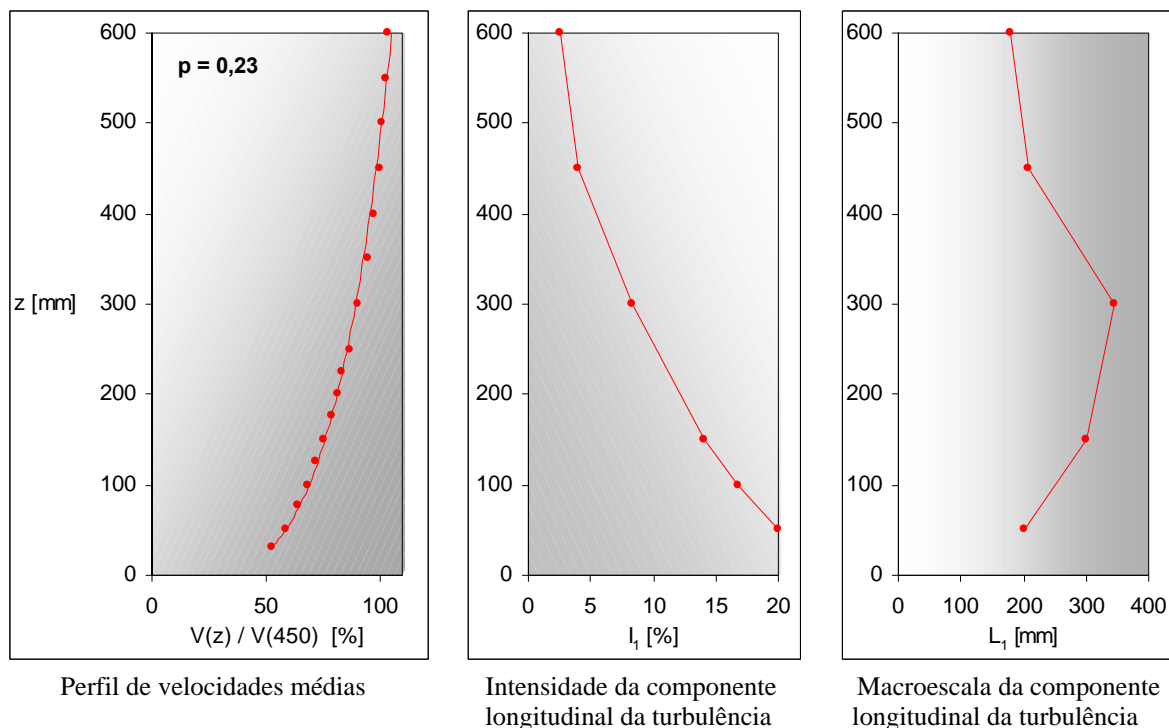 p = 0,23
z [mm]
600
500
400
300
200
100
0
0 50 100
V(z) / V(450) [%]
Perfil de velocidades médias
600
500
400
300
200
100
0
0 5 10 15 20
I1 [%]
Intensidade da componente
longitudinal da turbulência
600
500
400
300
200
100
0
0 100 200 300 400
L1 [mm]
Macroescala da componente
longitudinal da turbulência